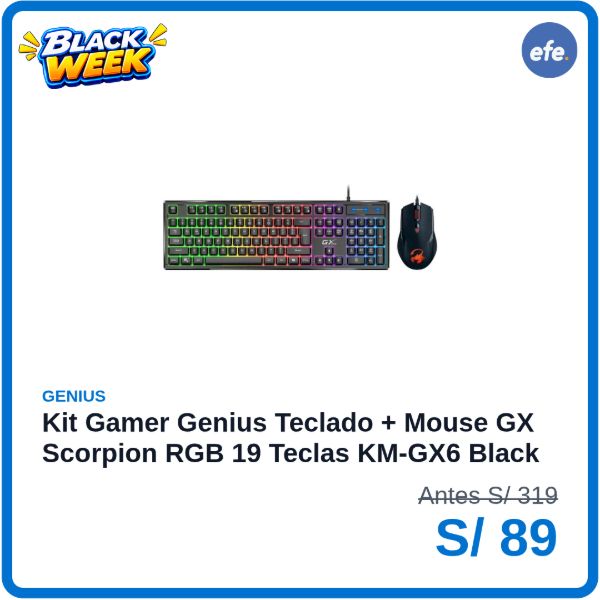 BLACK
WEEK
efe.
GX
GENIUS
Kit Gamer Genius Teclado + Mouse GX
Scorpion RGB 19 Teclas KM-GX6 Black
Antes S/ 319
S/ 89